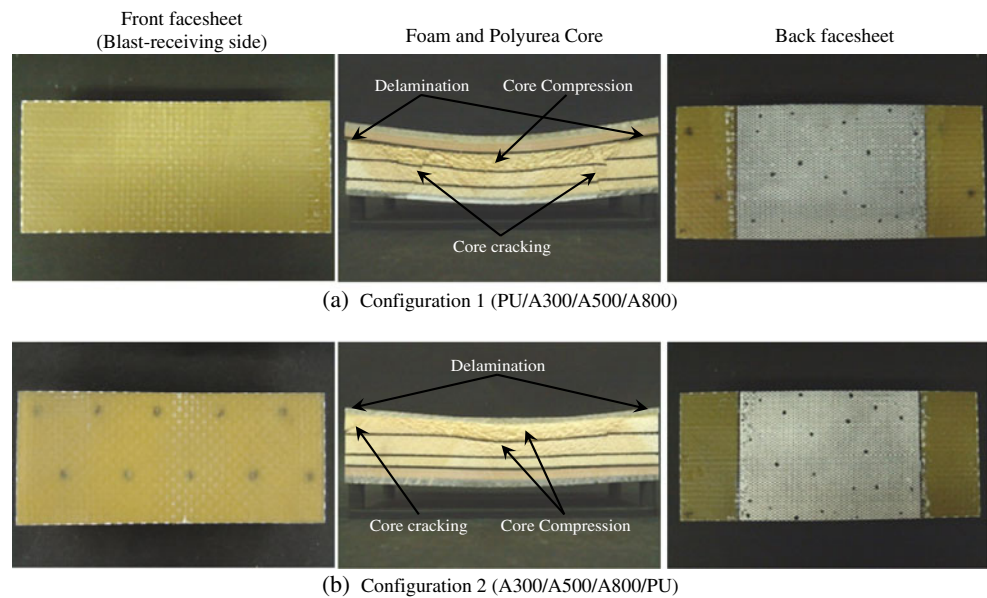 Front facesheet
(Blast-receiving side)
Foam and Polyurea Core
Back facesheet
Delamination
Core Compression
Core cracking
(a) Configuration 1 (PU/A300/A500/A800)
Delamination
Core cracking
Core Compression
(b) Configuration 2 (A300/A500/A800/PU)